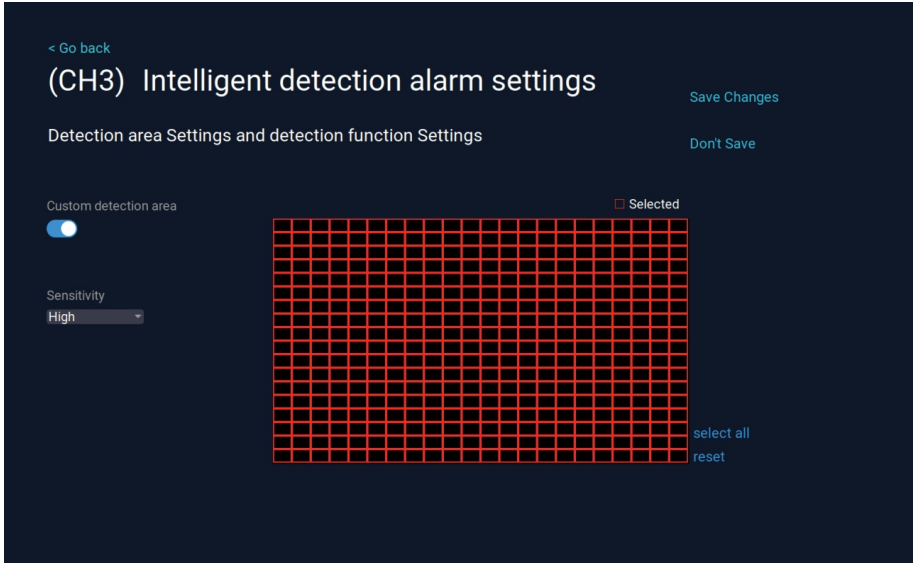 < Go back
(CH3) Intelligent detection alarm settings
Save Changes
Detection area Settings and detection function Settings
Don't Save
Custom detection area
Selected
Sensitivity
High
select all
reset